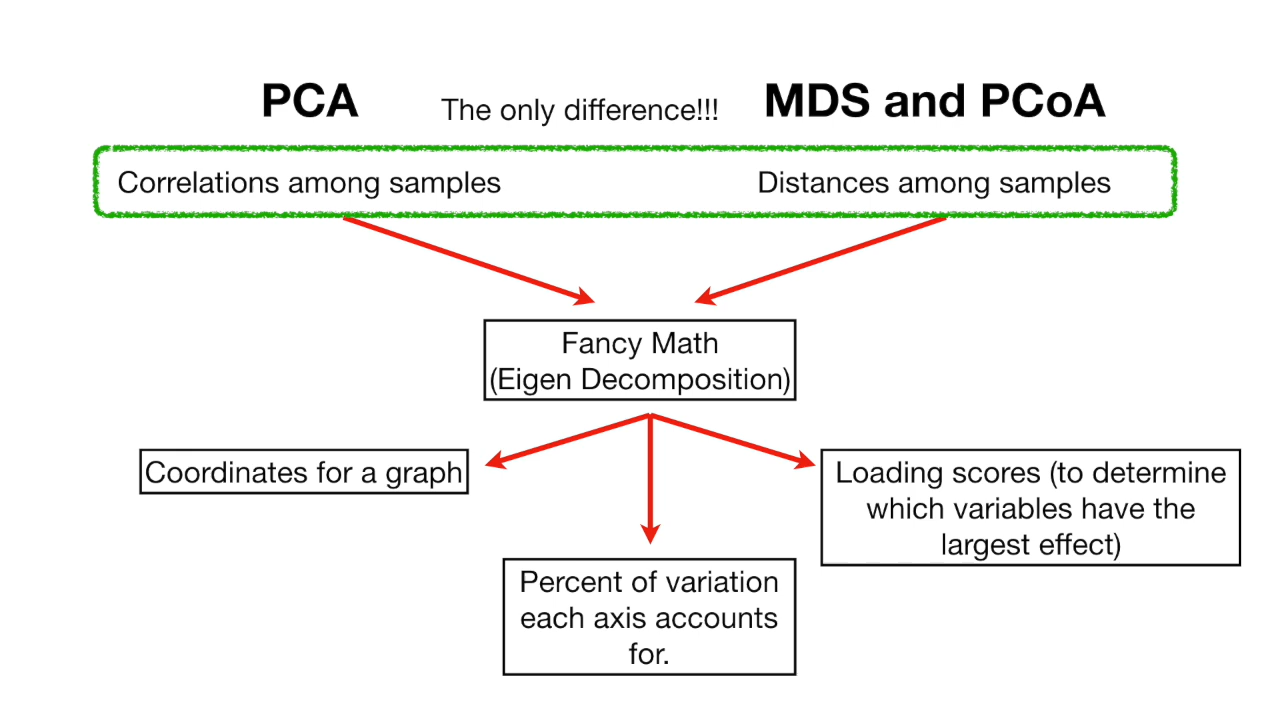 PCA
The only difference!!!
MDS and PCoA
Correlations among samples
Distances among samples
Fancy Math
(Eigen Decomposition)
Coordinates for a graph
Loading scores (to determine
which variables have the
largest effect)
Percent of variation
each axis accounts
for.